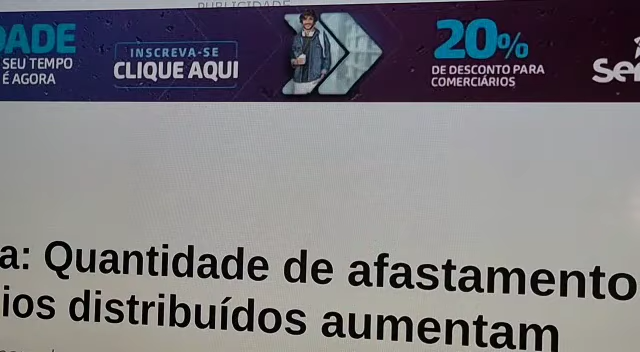 PUBLICIDADE
DADE
SEU TEMPO
É AGORA
INSCREVA-SE
CLIQUE AQUI
20%
DE DESCONTO PARA
COMERCIÁRIOS
a: Quantidade de afastamento
ios distribuídos aumentam